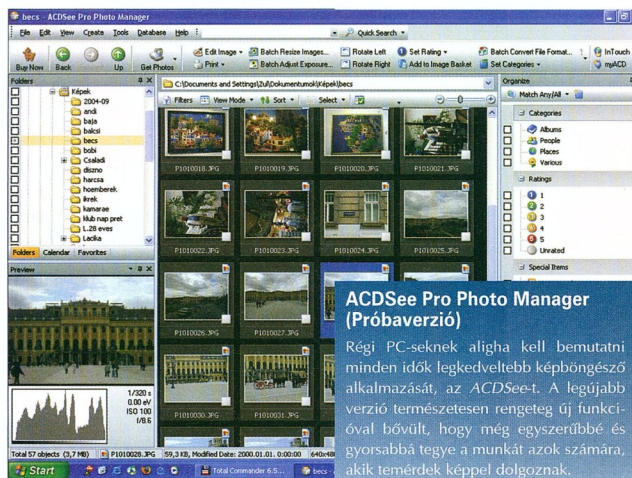 becs - ACDSee Pro Photo Manager
File Edit View Create Tools Database Help
Quick Search
Buy Now Back Up Get Photos
Edit Image Batch Resize Images... Rotate Left Set Rating Batch Convert File Format... InTouch
Print Batch Adjust Exposure... Rotate Right Add to Image Basket Set Categories myACD
Folders
Képek
2004-09
andi
baja
balcsi
becs
bobi
Csaladi
diszno
harcsa
hoemberek
ikrek
kamarae
klub nap pret
L.28 eves
Lacika
Folders Calendar Favorites
Preview
1/320 s
0.00 eV
ISO 100
f/8.6
C:\Documents and Settings\Zul\Dokumentumok\Képek\becs
Filters View Mode Sort Select
P1010018.JPG P1010019.JPG P1010020.JPG P1010021.JPG
P1010022.JPG P1010023.JPG P1010024.JPG P1010025.JPG
P1010026.JPG P1010027.JPG
P1010030.JPG P1010031.JPG
Organize
Match Any/All
Categories
Albums
People
Places
Various
Ratings
1
2
3
4
5
Unrated
Special Items
ACDSee Pro Photo Manager
(Próbaverzió)
Régi PC-seknek aligha kell bemutatni
minden idők legkedveltebb képböngésző
alkalmazását, az ACDSee-t. A legújabb
verzió természetesen rengeteg új funkci-
óval bővült, hogy még egyszerűbbé és
gyorsabbá tegye a munkát azok számára,
akik temérdek képpel dolgoznak.
Total 57 objects (3,7 MB) P1010028.JPG 59,3 KB, Modified Date: 2000.01.01. 0:00:00
Start Total Commander 6.5... becs